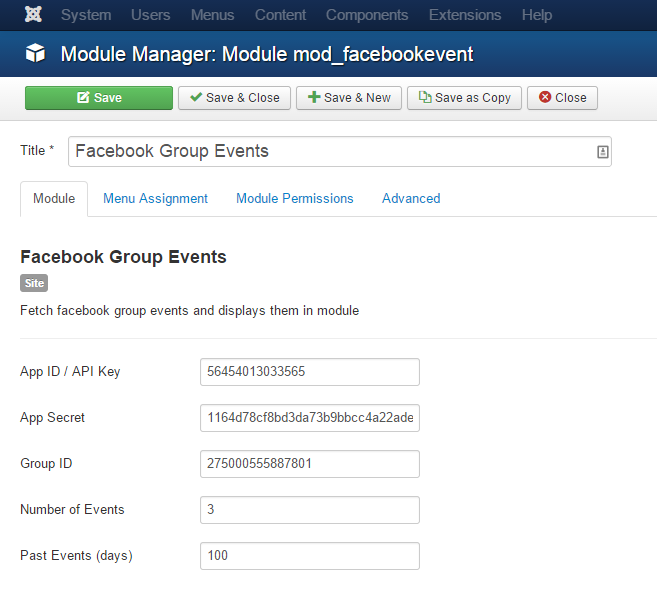 System Users Menus Content Components Extensions Help
Module Manager: Module mod_facebookevent
Save Save & Close Save & New Save as Copy Close
Title * Facebook Group Events
Module Menu Assignment Module Permissions Advanced
Facebook Group Events
Site
Fetch facebook group events and displays them in module
App ID / API Key 56454013033565
App Secret 1164d78cf8bd3da73b9bbcc4a22ade
Group ID 275000555887801
Number of Events 3
Past Events (days) 100